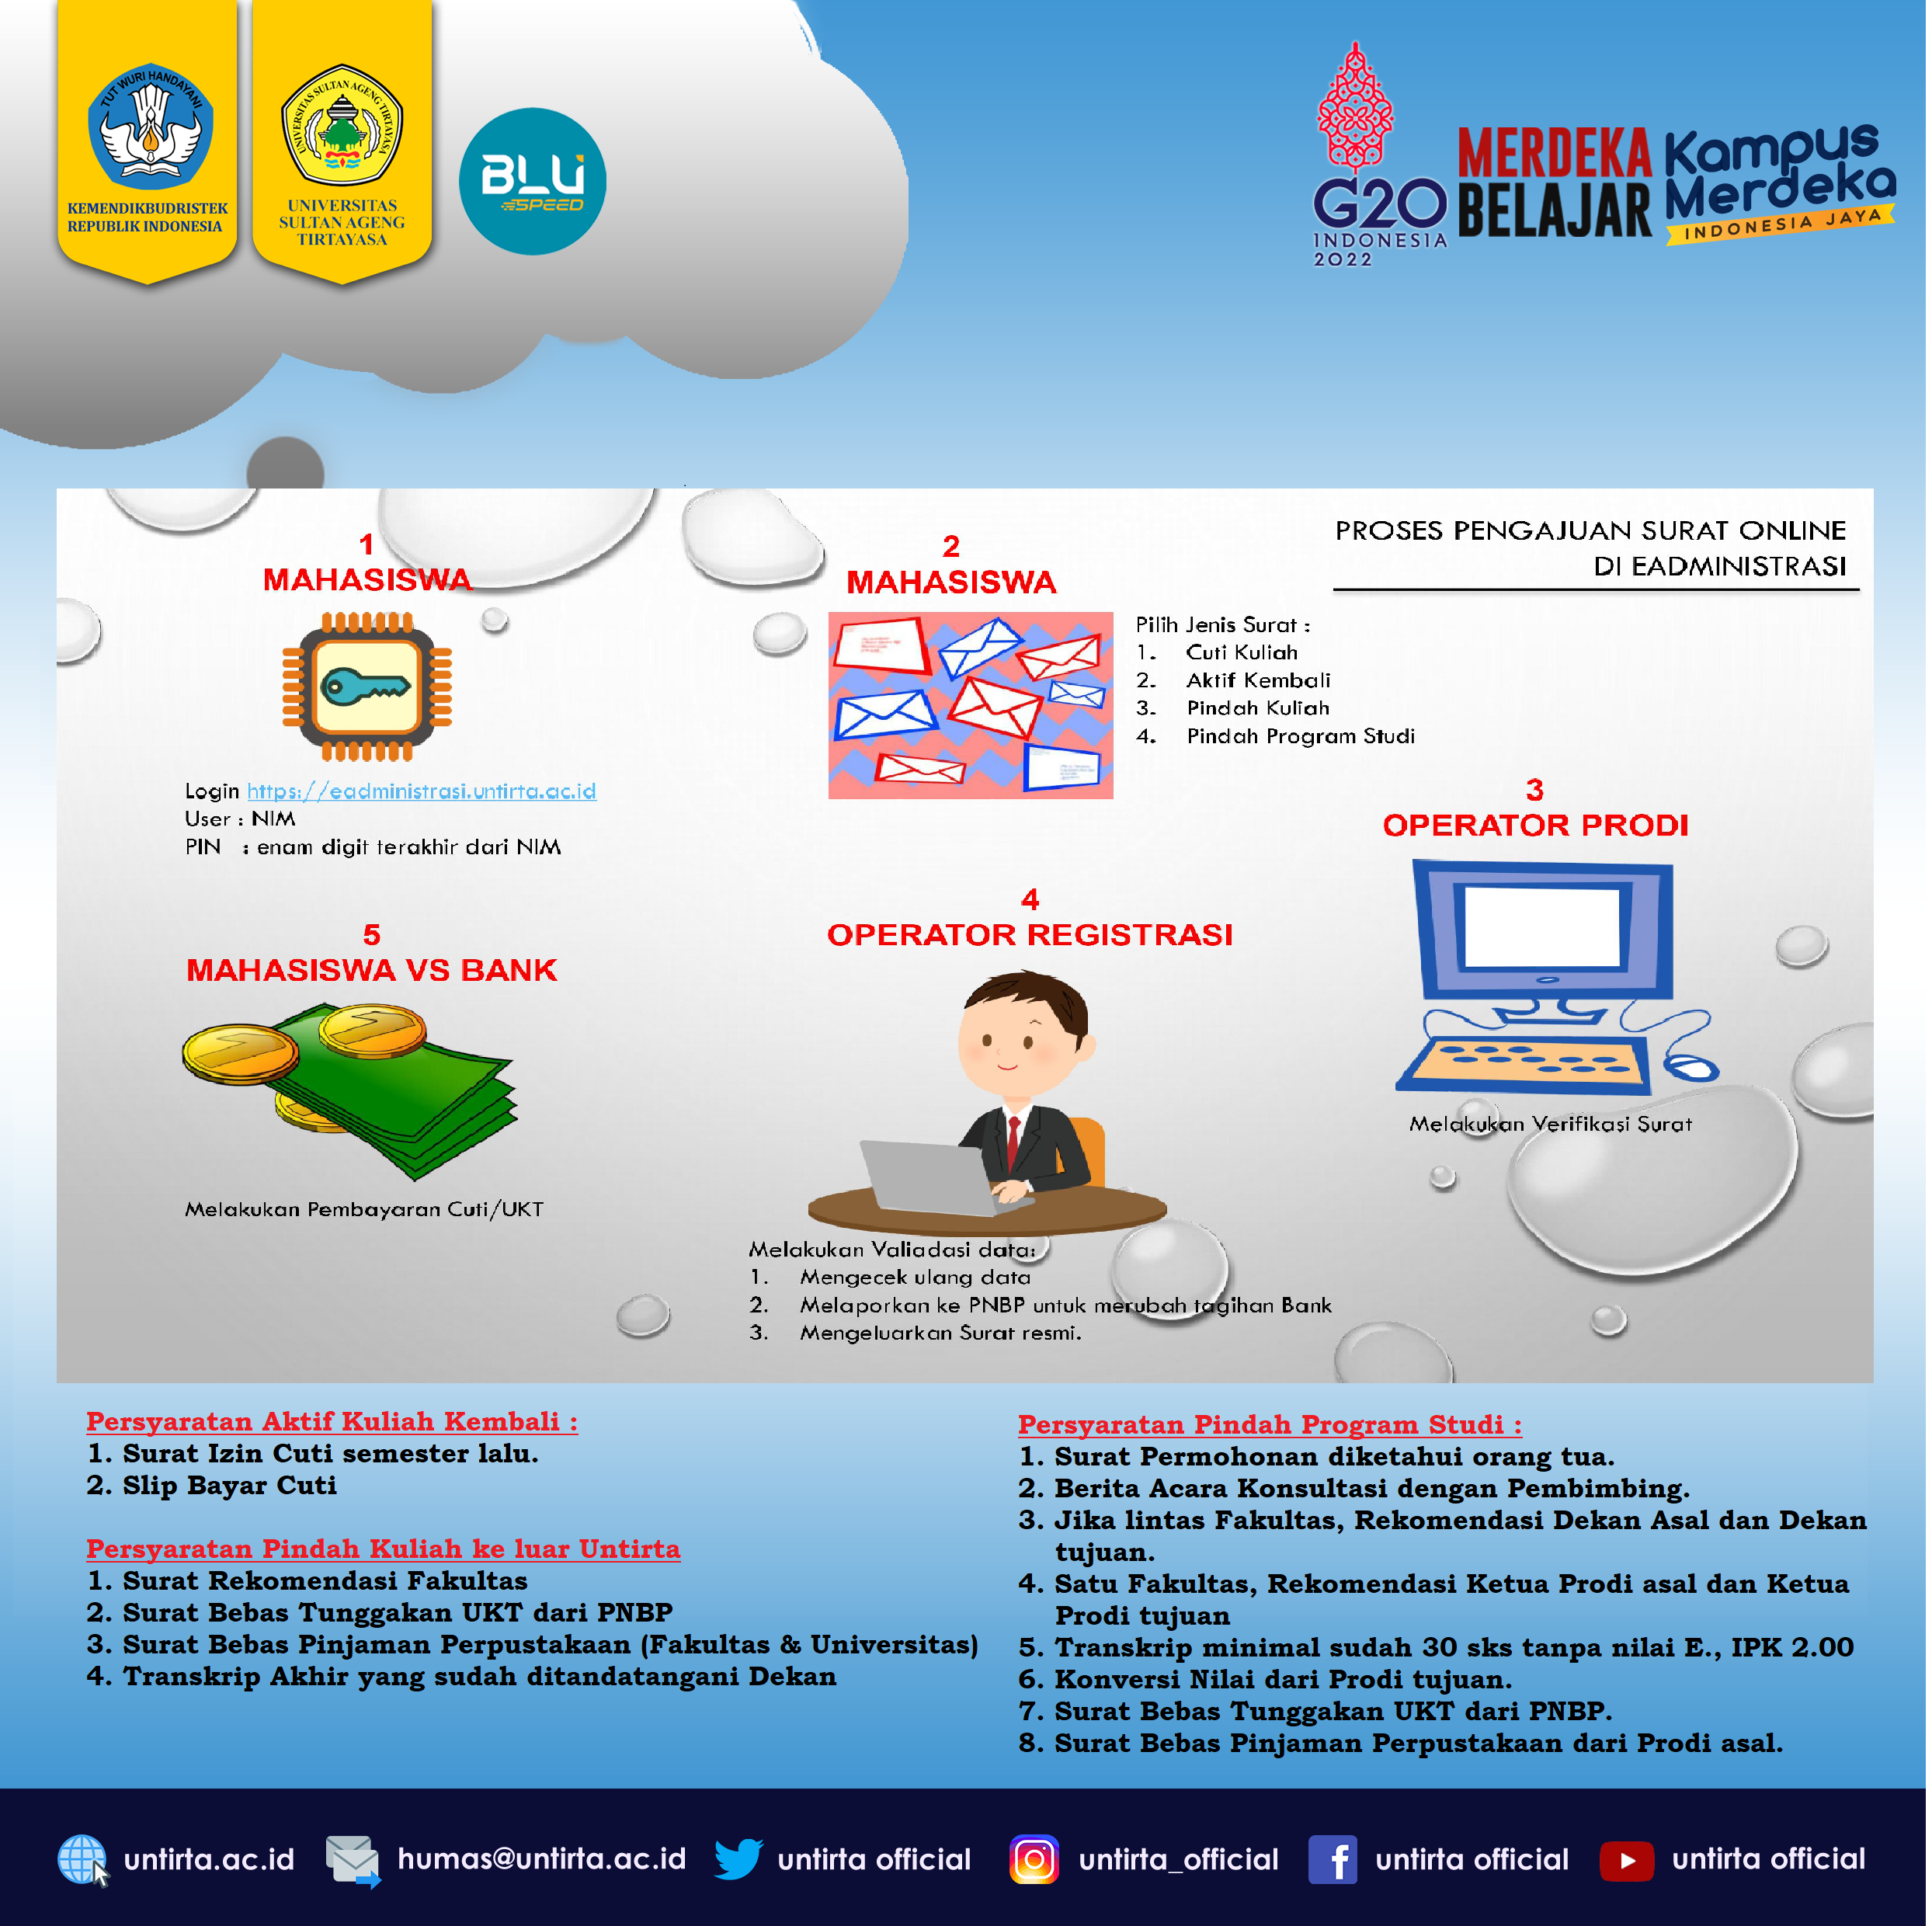 TUT WURI HANDAYANI
KEMENDIKBUDRISTEK
REPUBLIK INDONESIA
UNIVERSITAS SULTAN AGENG TIRTAYASA
UNIVERSITAS
SULTAN AGENG
TIRTAYASA
BLU
SPEED
G20
INDONESIA
2022
MERDEKA
BELAJAR
Kampus
Merdeka
INDONESIA JAYA
PROSES PENGAJUAN SURAT ONLINE
DI EADMINISTRASI
1
MAHASISWA
Login https://eadministrasi.untirta.ac.id
User : NIM
PIN : enam digit terakhir dari NIM
2
MAHASISWA
Pilih Jenis Surat :
1. Cuti Kuliah
2. Aktif Kembali
3. Pindah Kuliah
4. Pindah Program Studi
3
OPERATOR PRODI
Melakukan Verifikasi Surat
4
OPERATOR REGISTRASI
Melakukan Valiadasi data:
1. Mengecek ulang data
2. Melaporkan ke PNBP untuk merubah tagihan Bank
3. Mengeluarkan Surat resmi.
5
MAHASISWA VS BANK
Melakukan Pembayaran Cuti/UKT
Persyaratan Aktif Kuliah Kembali :
1. Surat Izin Cuti semester lalu.
2. Slip Bayar Cuti
Persyaratan Pindah Kuliah ke luar Untirta
1. Surat Rekomendasi Fakultas
2. Surat Bebas Tunggakan UKT dari PNBP
3. Surat Bebas Pinjaman Perpustakaan (Fakultas & Universitas)
4. Transkrip Akhir yang sudah ditandatangani Dekan
Persyaratan Pindah Program Studi :
1. Surat Permohonan diketahui orang tua.
2. Berita Acara Konsultasi dengan Pembimbing.
3. Jika lintas Fakultas, Rekomendasi Dekan Asal dan Dekan
tujuan.
4. Satu Fakultas, Rekomendasi Ketua Prodi asal dan Ketua
Prodi tujuan
5. Transkrip minimal sudah 30 sks tanpa nilai E., IPK 2.00
6. Konversi Nilai dari Prodi tujuan.
7. Surat Bebas Tunggakan UKT dari PNBP.
8. Surat Bebas Pinjaman Perpustakaan dari Prodi asal.
untirta.ac.id
humas@untirta.ac.id
untirta official
untirta_official
untirta official
untirta official